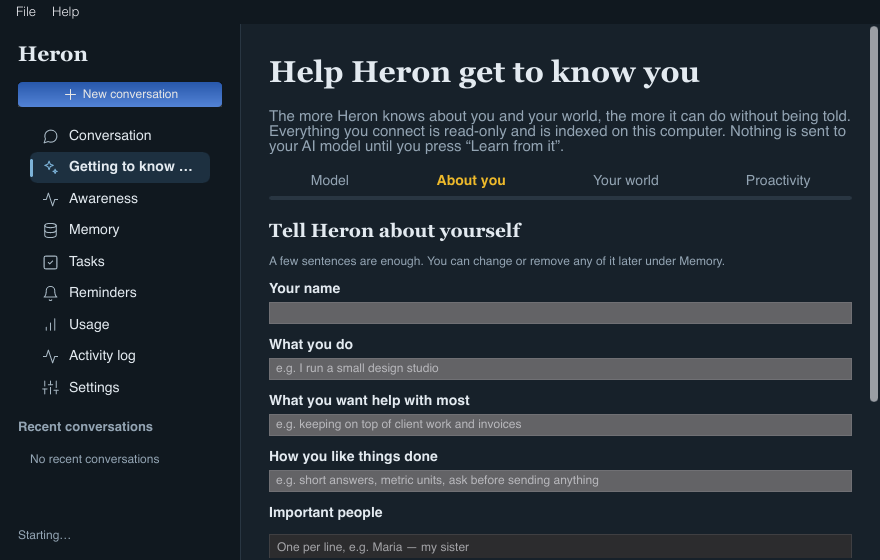 File Help
Heron
New conversation
Conversation
Getting to know ...
Awareness
Memory
Tasks
Reminders
Usage
Activity log
Settings
Recent conversations
No recent conversations
Starting...
Help Heron get to know you
The more Heron knows about you and your world, the more it can do without being told.
Everything you connect is read-only and is indexed on this computer. Nothing is sent to
your AI model until you press “Learn from it”.
Model About you Your world Proactivity
Tell Heron about yourself
A few sentences are enough. You can change or remove any of it later under Memory.
Your name
What you do
e.g. I run a small design studio
What you want help with most
e.g. keeping on top of client work and invoices
How you like things done
e.g. short answers, metric units, ask before sending anything
Important people
One per line, e.g. Maria — my sister